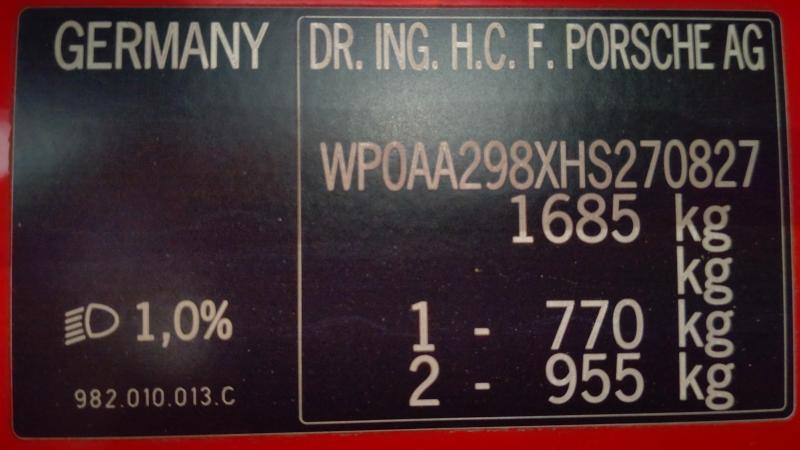 GERMANY
DR. ING. H.C. F. PORSCHE AG
WP0AA298XHS270827
1685 kg
kg
1 - 770 kg
2 - 955 kg
1,0%
982.010.013.C